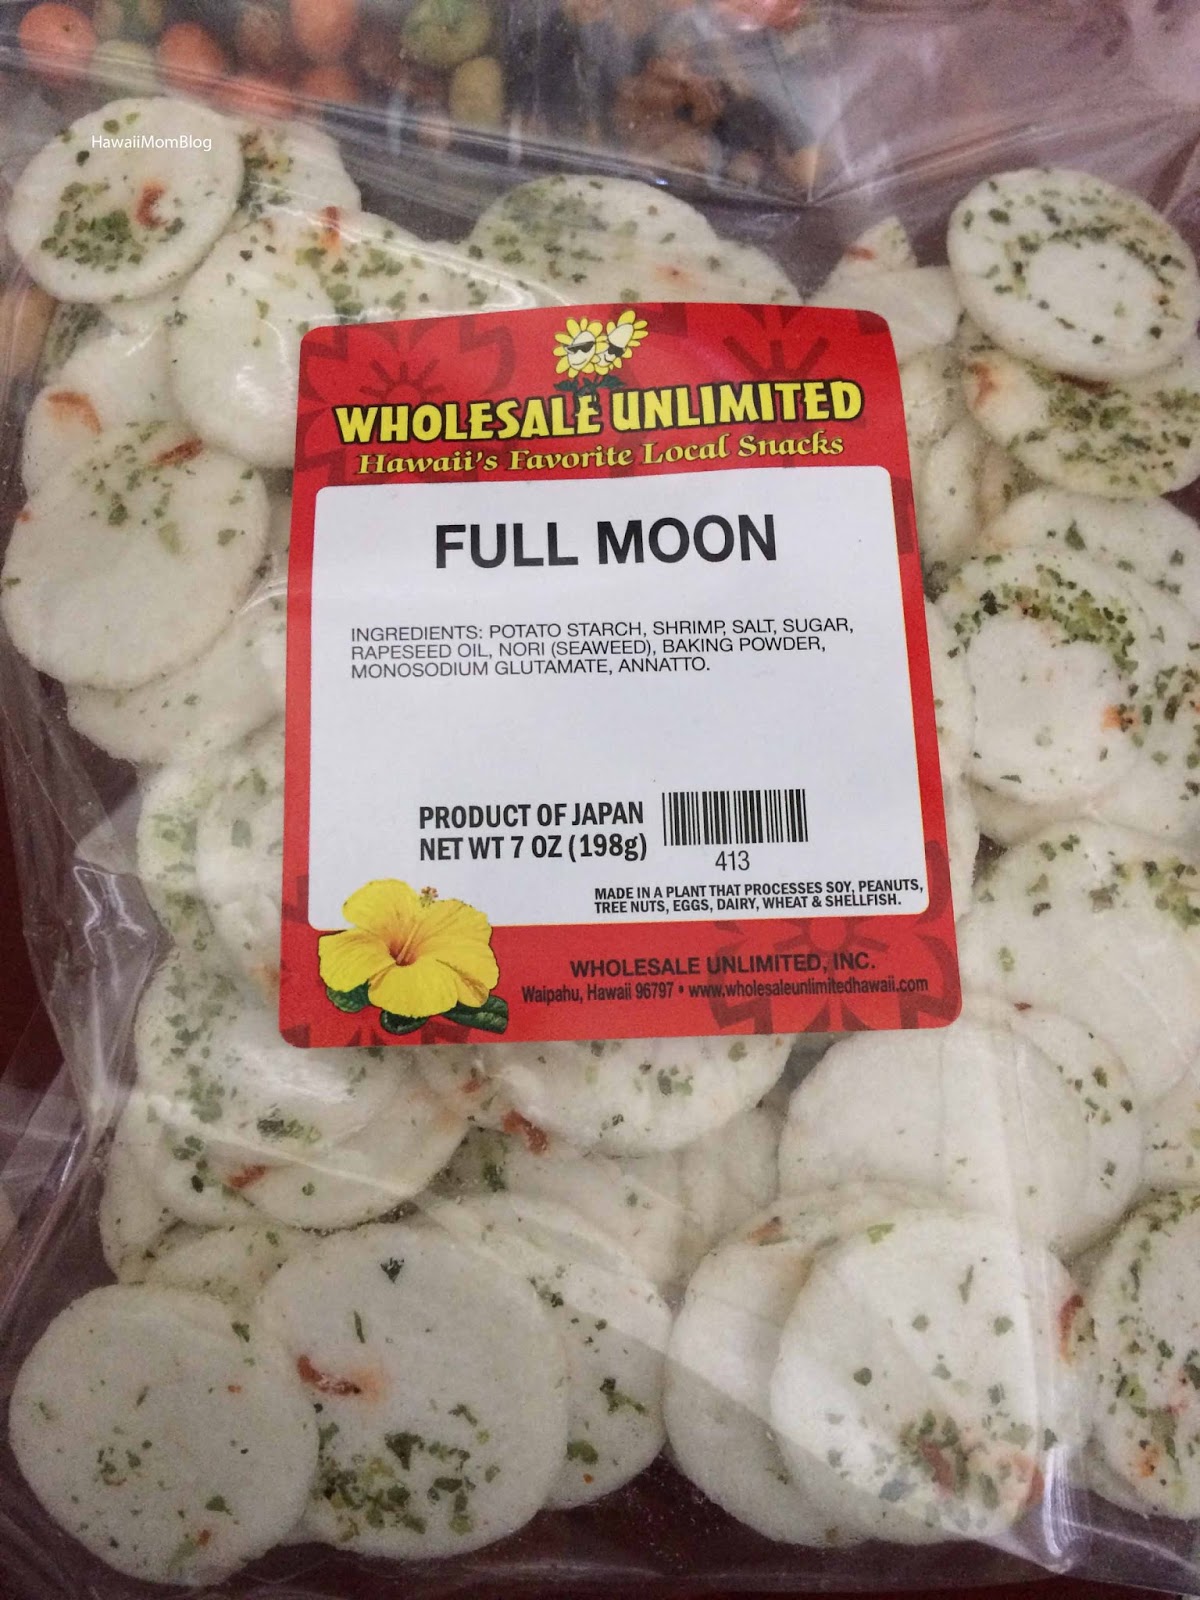 HawaiiMomBlog
WHOLESALE UNLIMITED
Hawaii's Favorite Local Snacks
FULL MOON
INGREDIENTS: POTATO STARCH, SHRIMP, SALT, SUGAR,
RAPESEED OIL, NORI (SEAWEED), BAKING POWDER,
MONOSODIUM GLUTAMATE, ANNATTO.
PRODUCT OF JAPAN
NET WT 7 OZ (198g)
413
MADE IN A PLANT THAT PROCESSES SOY, PEANUTS,
TREE NUTS, EGGS, DAIRY, WHEAT & SHELLFISH.
WHOLESALE UNLIMITED, INC.
Waipahu, Hawaii 96797 • www.wholesaleunlimitedhawaii.com